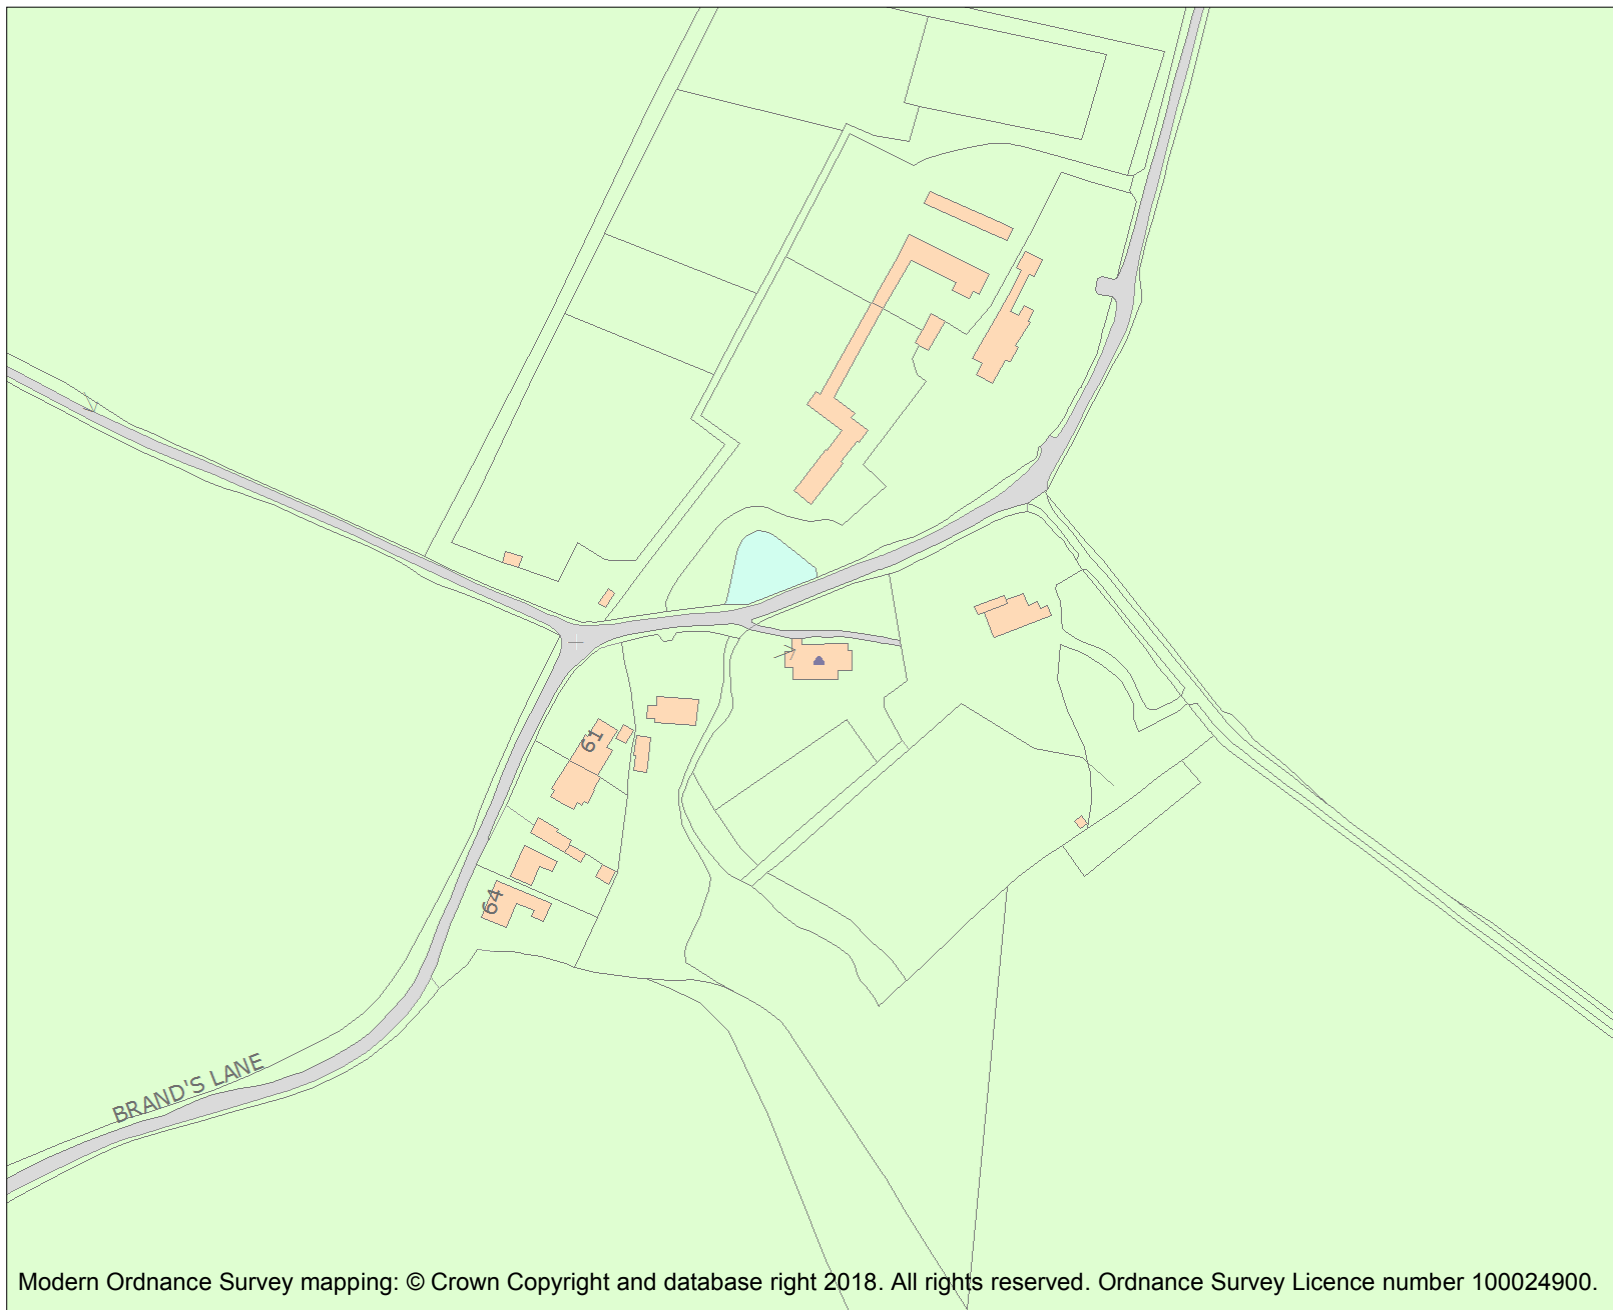 61
64
BRAND'S LANE
Modern Ordnance Survey mapping: © Crown Copyright and database right 2018. All rights reserved. Ordnance Survey Licence number 100024900.